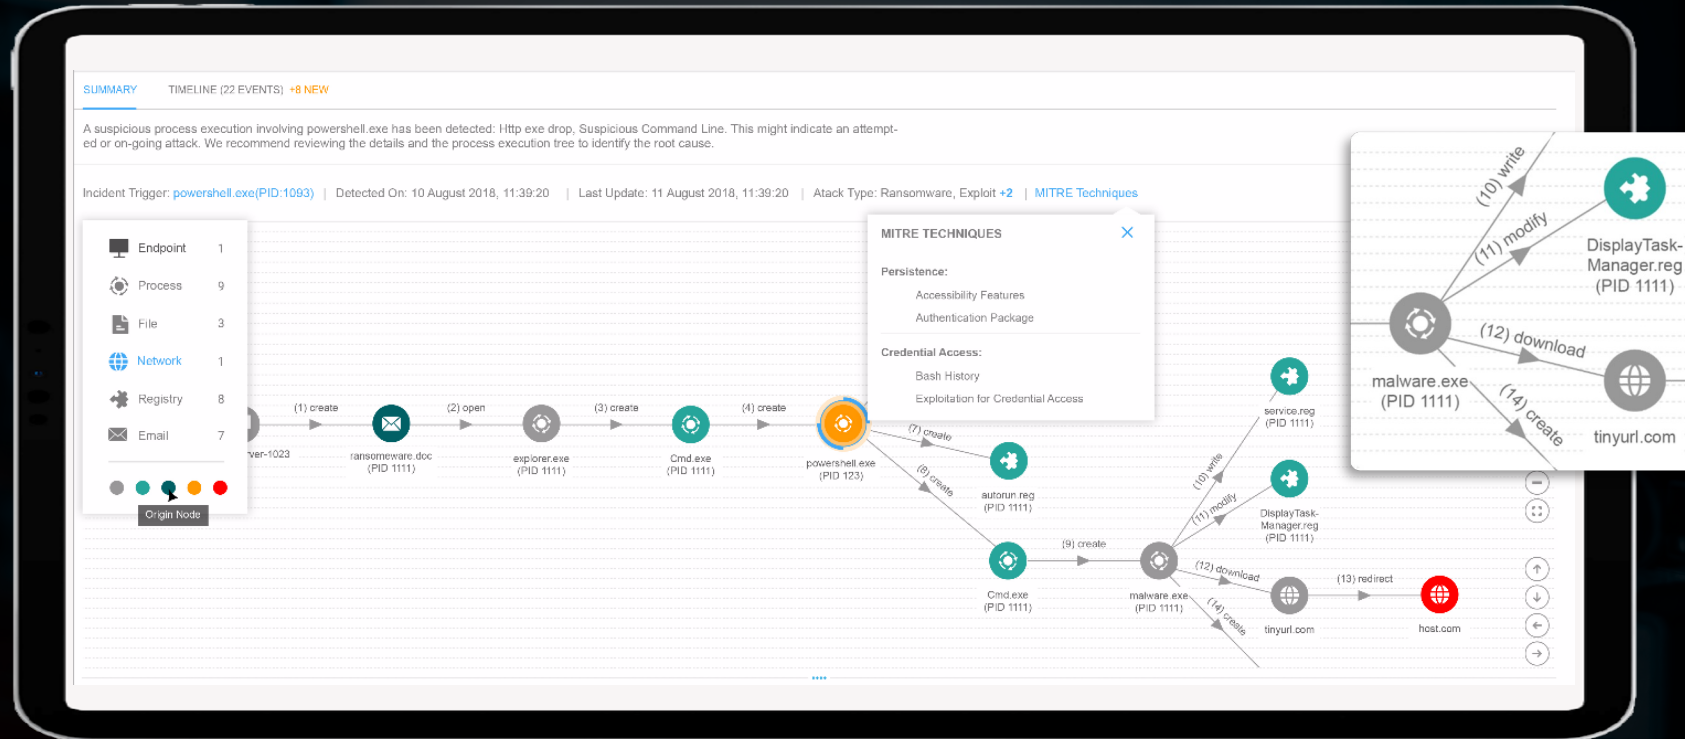 SUMMARY
TIMELINE (22 EVENTS) +8 NEW
A suspicious process execution involving powershell.exe has been detected: Http exe drop, Suspicious Command Line. This might indicate an attempt-
ed or on-going attack. We recommend reviewing the details and the process execution tree to identify the root cause.
Incident Trigger: powershell.exe(PID:1093) | Detected On: 10 August 2018, 11:39:20 | Last Update: 11 August 2018, 11:39:20 | Atack Type: Ransomware, Exploit +2 | MITRE Techniques
Endpoint 1
Process 9
File 3
Network 1
Registry 8
Email 7
Origin Node
MITRE TECHNIQUES
Persistence:
Accessibility Features
Authentication Package
Credential Access:
Bash History
Exploitation for Credential Access
ver-1023
(1) create
ransomeware.doc
(PID 1111)
(2) open
explorer.exe
(PID 1111)
(3) create
Cmd.exe
(PID 1111)
(4) create
powershell.exe
(PID 123)
(7) create
autorun.reg
(PID 1111)
(8) create
Cmd.exe
(PID 1111)
(9) create
malware.exe
(PID 1111)
(10) write
service.reg
(PID 1111)
(11) modify
DisplayTask-
Manager.reg
(PID 1111)
(12) download
tinyurl.com
(13) redirect
host.com
(14) create
(10) write
(11) modify
DisplayTask-
Manager.reg
(PID 1111)
malware.exe
(PID 1111)
(12) download
tinyurl.com
(14) create